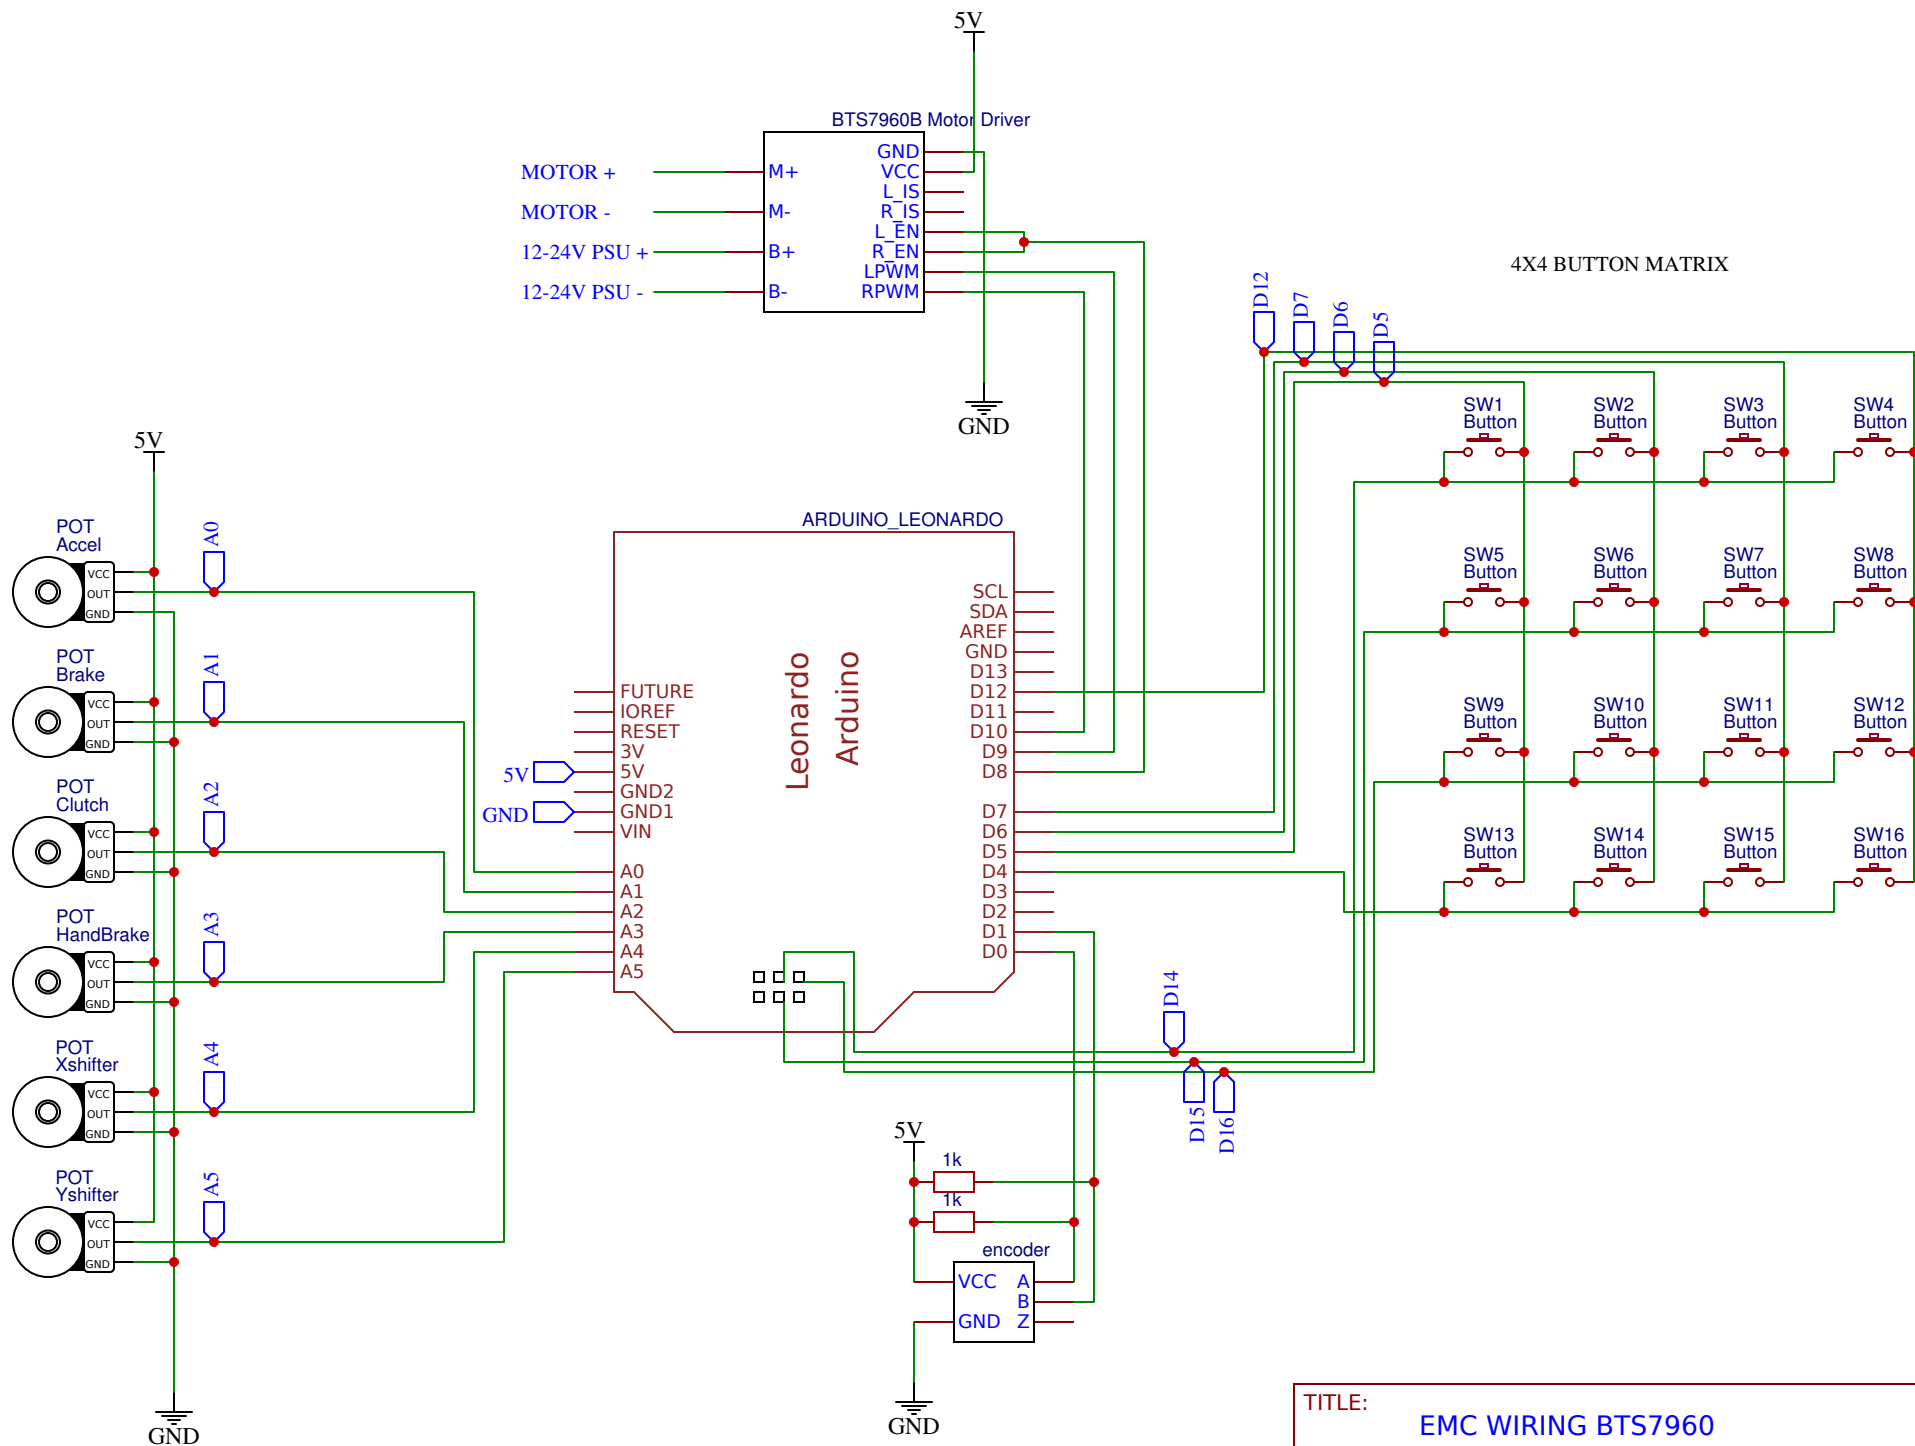 5V
BTS7960B Motor Driver
MOTOR +
MOTOR -
12-24V PSU +
12-24V PSU -
M+
M-
B+
B-
GND
VCC
L_IS
R_IS
L_EN
R_EN
LPWM
RPWM
GND
4X4 BUTTON MATRIX
D12
D7
D6
D5
SW1
Button
SW2
Button
SW3
Button
SW4
Button
SW5
Button
SW6
Button
SW7
Button
SW8
Button
SW9
Button
SW10
Button
SW11
Button
SW12
Button
SW13
Button
SW14
Button
SW15
Button
SW16
Button
5V
POT
Accel
VCC
OUT
GND
A0
POT
Brake
VCC
OUT
GND
A1
POT
Clutch
VCC
OUT
GND
A2
POT
HandBrake
VCC
OUT
GND
A3
POT
Xshifter
VCC
OUT
GND
A4
POT
Yshifter
VCC
OUT
GND
A5
GND
ARDUINO_LEONARDO
Leonardo
Arduino
FUTURE
IOREF
RESET
3V
5V
GND2
GND1
VIN
A0
A1
A2
A3
A4
A5
5V
GND
SCL
SDA
AREF
GND
D13
D12
D11
D10
D9
D8
D7
D6
D5
D4
D3
D2
D1
D0
D14
D15
D16
5V
1k
1k
encoder
VCC
GND
A
B
Z
GND
TITLE:
EMC WIRING BTS7960